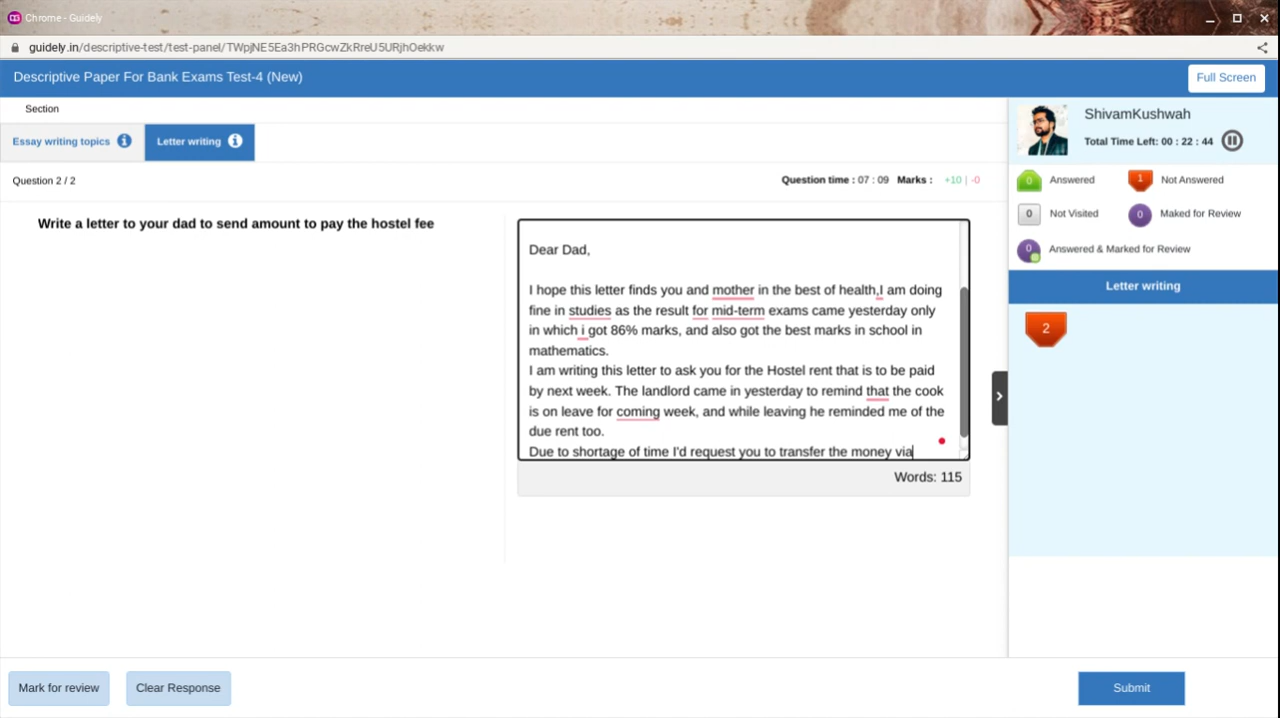 Chrome - Guidely
guidely.in/descriptive-test/test-panel/TWpjNE5Ea3hPRGcwZkRreU5URjhOekkw
Descriptive Paper For Bank Exams Test-4 (New)
Full Screen
Section
Essay writing topics
Letter writing
Question 2 / 2
Question time : 07 : 09 Marks : +10 | -0
Write a letter to your dad to send amount to pay the hostel fee
Dear Dad,
I hope this letter finds you and mother in the best of health,I am doing
fine in studies as the result for mid-term exams came yesterday only
in which i got 86% marks, and also got the best marks in school in
mathematics.
I am writing this letter to ask you for the Hostel rent that is to be paid
by next week. The landlord came in yesterday to remind that the cook
is on leave for coming week, and while leaving he reminded me of the
due rent too.
Due to shortage of time I'd request you to transfer the money via
Words: 115
ShivamKushwah
Total Time Left: 00 : 22 : 44
0 Answered
1 Not Answered
0 Not Visited
0 Maked for Review
0 Answered & Marked for Review
Letter writing
2
Mark for review
Clear Response
Submit